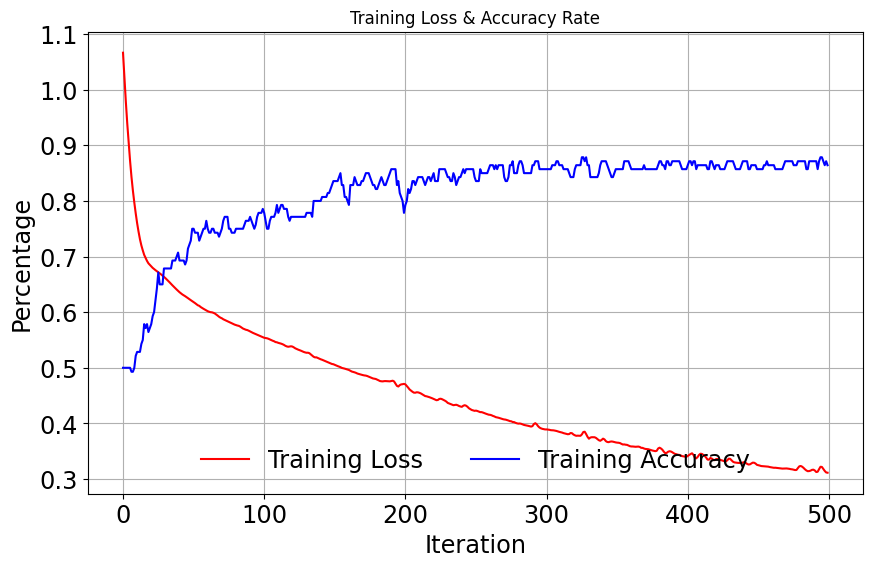 Training Loss & Accuracy Rate
1.1
1.0
0.9
0.8
0.7
0.6
0.5
0.4
0.3
Percentage
Training Loss
Training Accuracy
0 100 200 300 400 500
Iteration